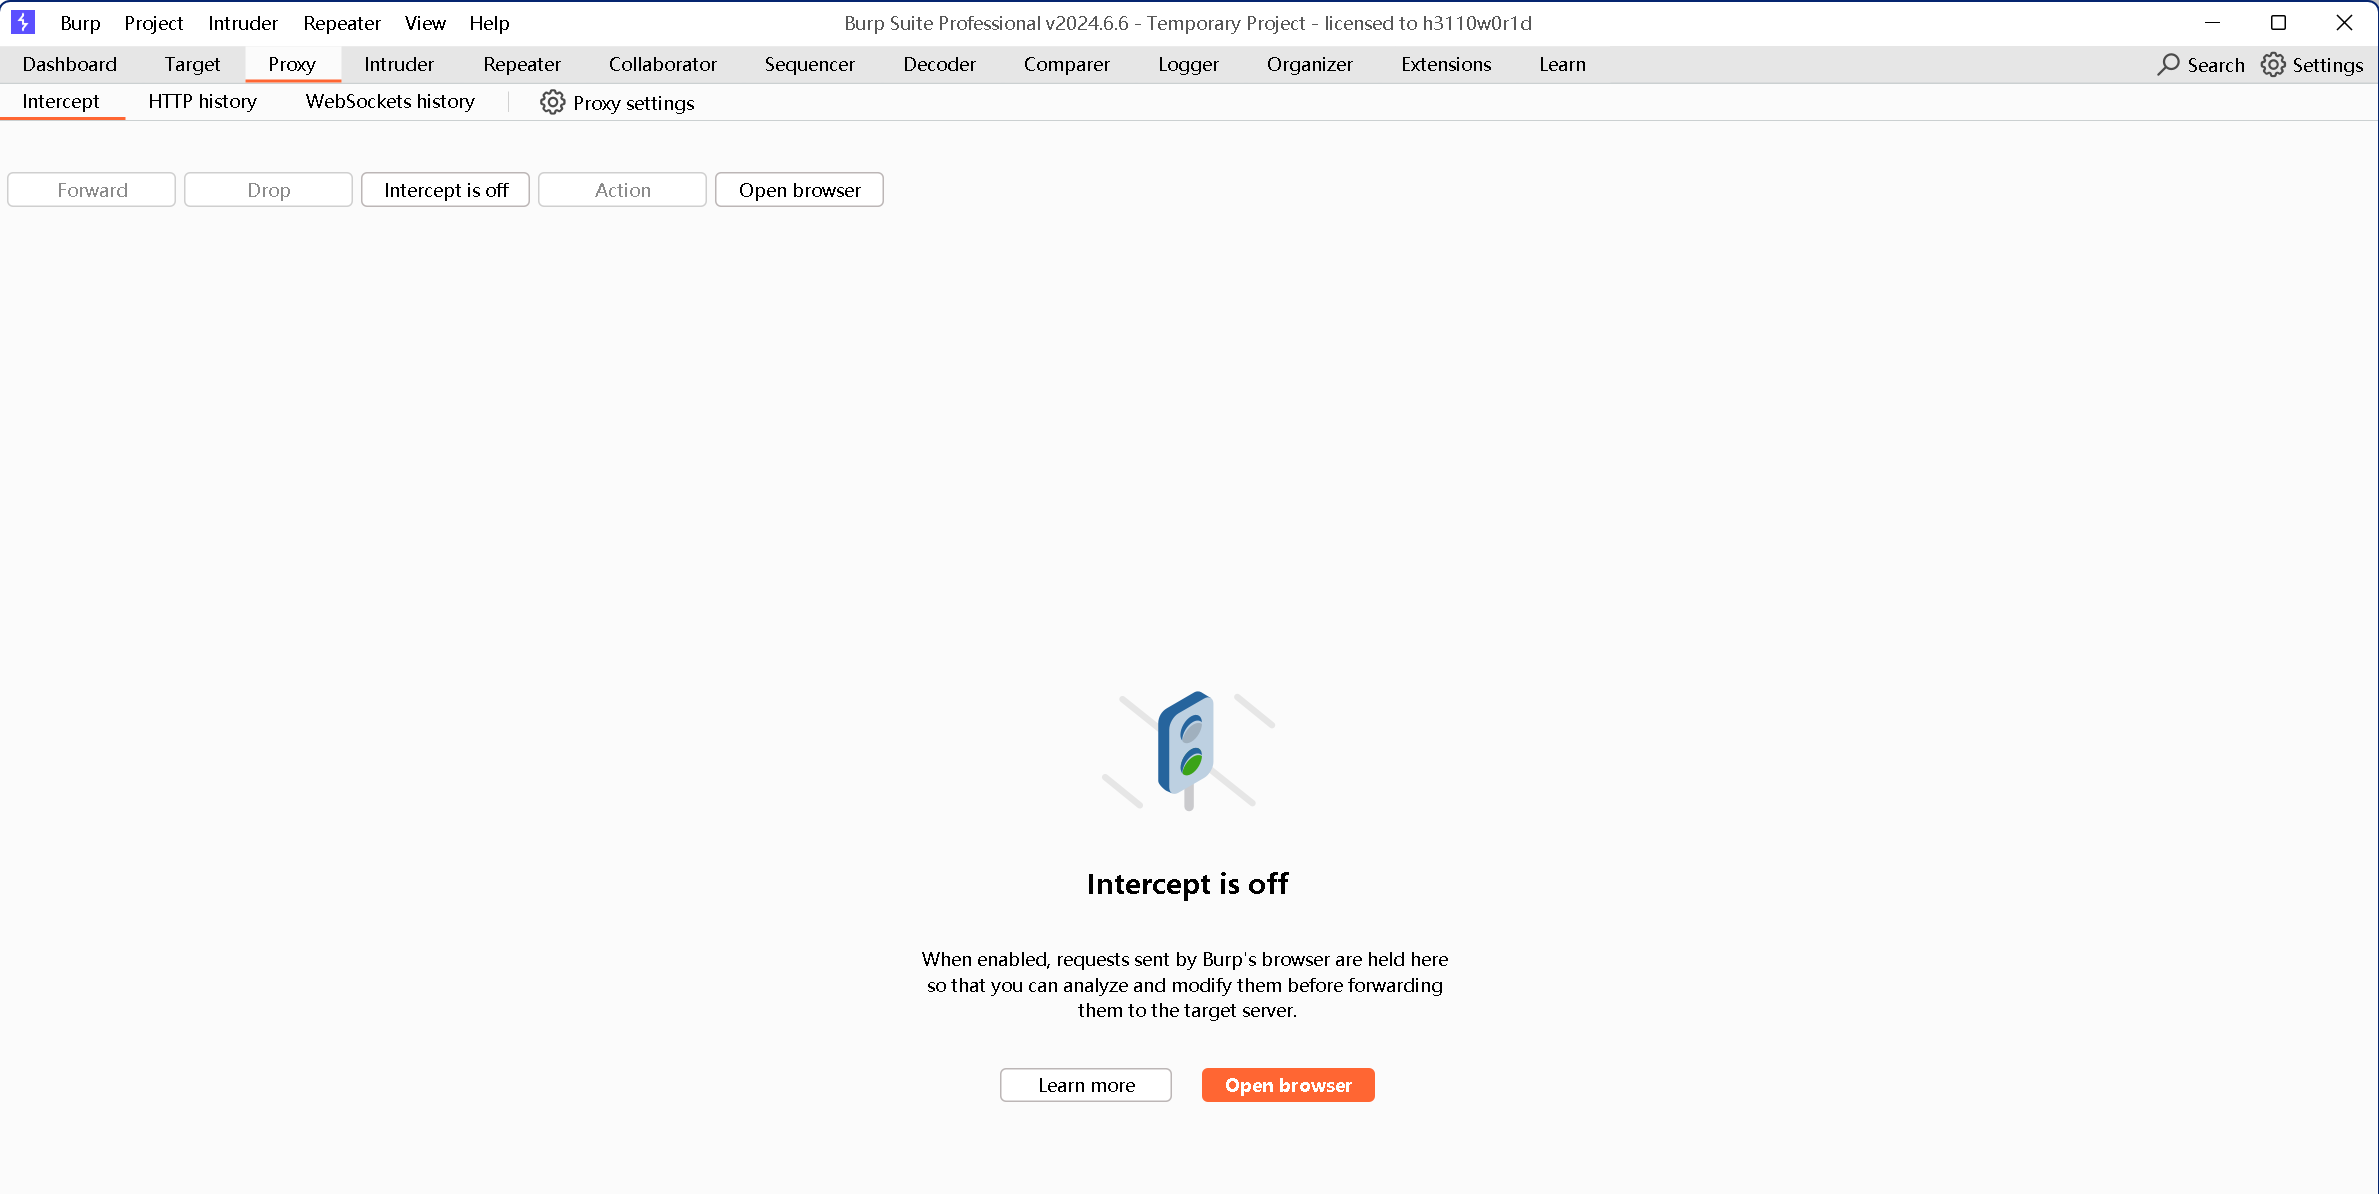 Burp Project Intruder Repeater View Help Burp Suite Professional v2024.6.6 - Temporary Project - licensed to h3110w0r1d
Dashboard Target Proxy Intruder Repeater Collaborator Sequencer Decoder Comparer Logger Organizer Extensions Learn Search Settings
Intercept HTTP history WebSockets history Proxy settings
Forward Drop Intercept is off Action Open browser
Intercept is off
When enabled, requests sent by Burp's browser are held here
so that you can analyze and modify them before forwarding
them to the target server.
Learn more Open browser